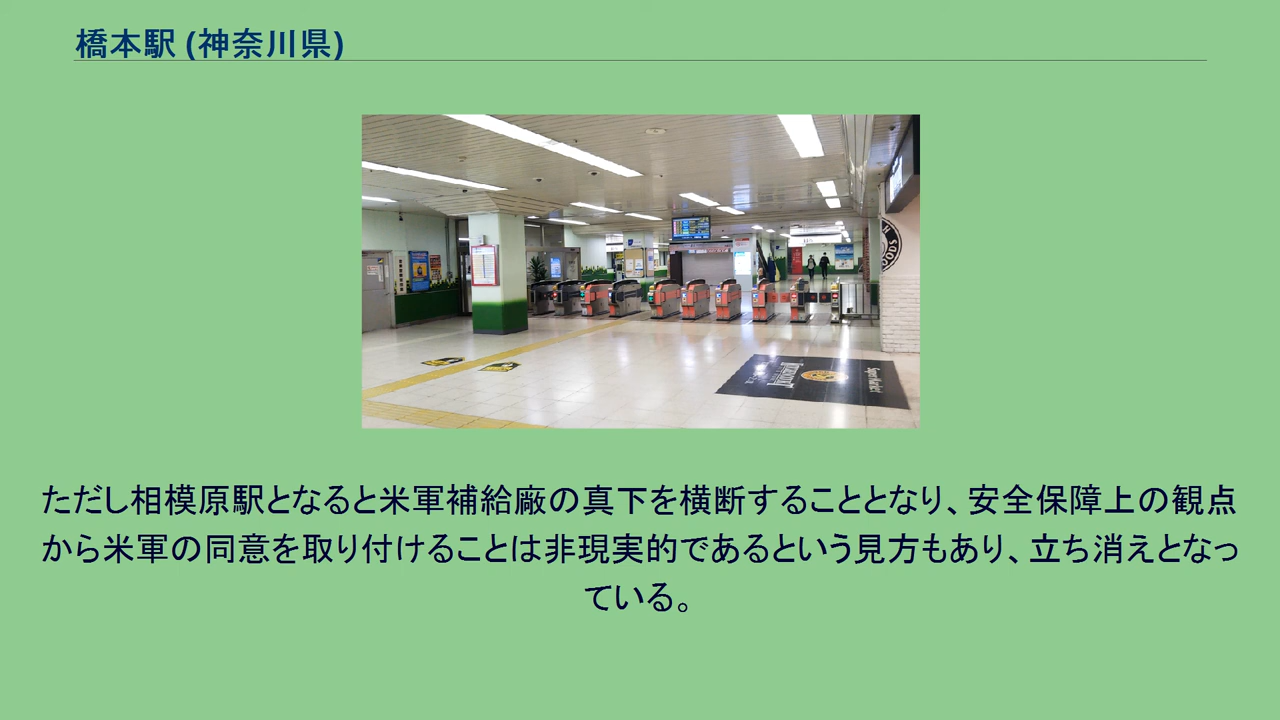 橋本駅 (神奈川県)
ただし相模原駅となると米軍補給廠の真下を横断することとなり、安全保障上の観点
から米軍の同意を取り付けることは非現実的であるという見方もあり、立ち消えとなっ
ている。